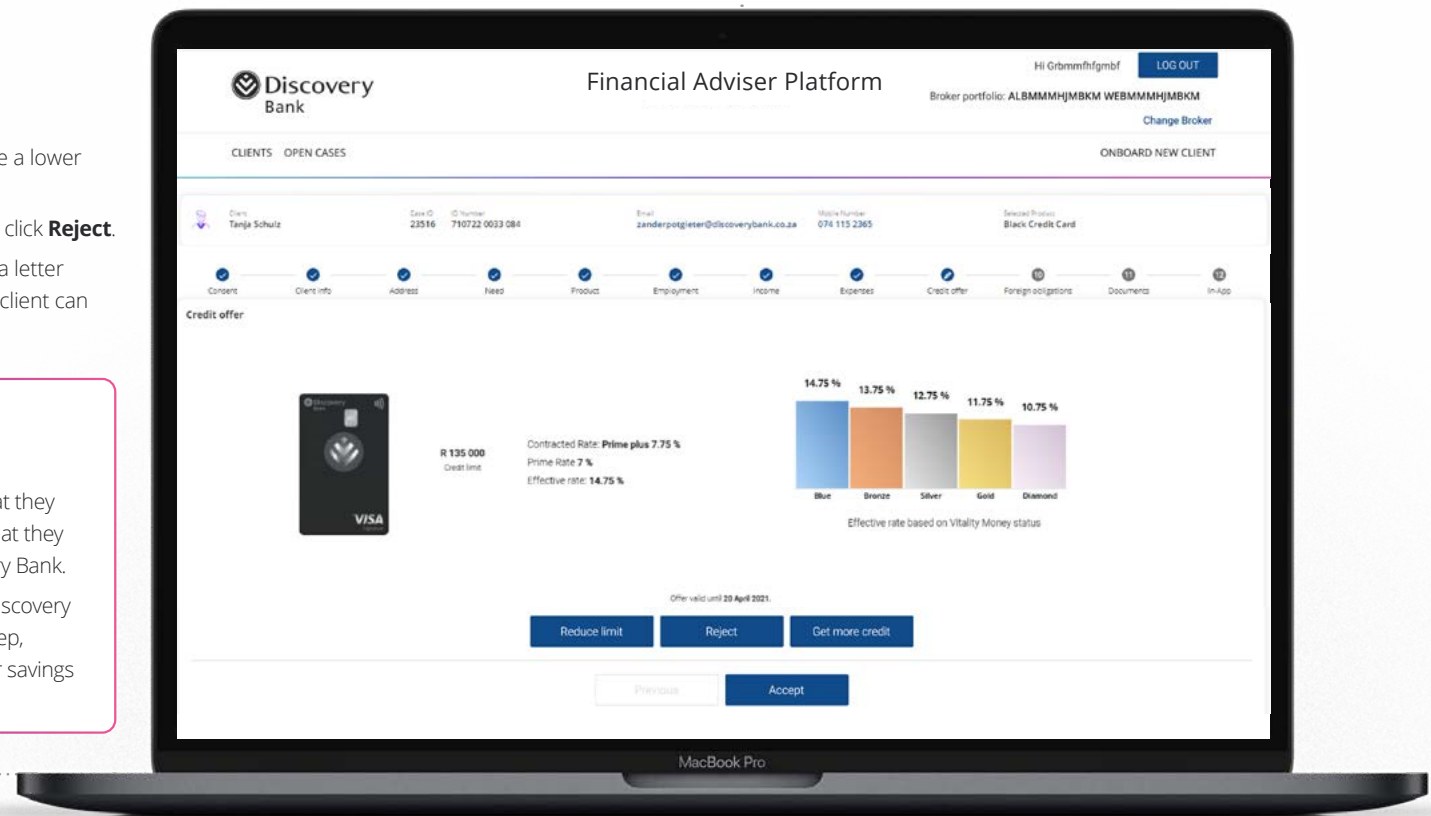 e a lower
click Reject.
a letter
client can
at they
at they
y Bank.
iscovery
ep,
r savings
Discovery
Bank
Financial Adviser Platform
Hi Grbmmfhfgmbf
LOG OUT
Broker portfolio: ALBMMMHJMBKM WEBMMMHJMBKM
Change Broker
CLIENTS OPEN CASES
ONBOARD NEW CLIENT
Client
Tanja Schulz
Case ID
23516
ID Number
710722 0033 084
Email
zanderpotgieter@discoverybank.co.za
Mobile Number
074 115 2365
Selected Product
Black Credit Card
Consent
Client info
Address
Need
Product
Employment
Income
Expenses
Credit offer
10
Foreign obligations
11
Documents
12
In-App
Credit offer
Discovery
Bank
VISA
R 135 000
Credit limit
Contracted Rate: Prime plus 7.75 %
Prime Rate 7 %
Effective rate: 14.75 %
14.75 %
13.75 %
12.75 %
11.75 %
10.75 %
Blue
Bronze
Silver
Gold
Diamond
Effective rate based on Vitality Money status
Offer valid until 20 April 2021.
Reduce limit
Reject
Get more credit
Previous
Accept
MacBook Pro